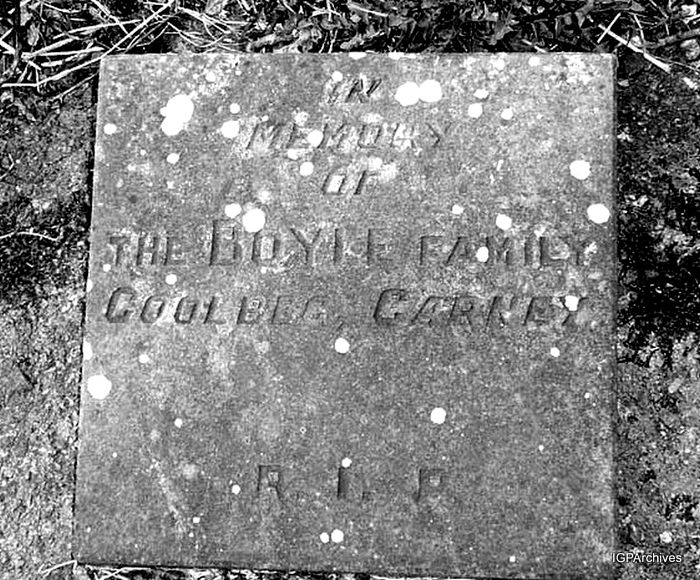 IN
MEMORY
OF
THE BOYLE FAMILY
COOLBEG, CARNEY
R. I. P
IGPArchives